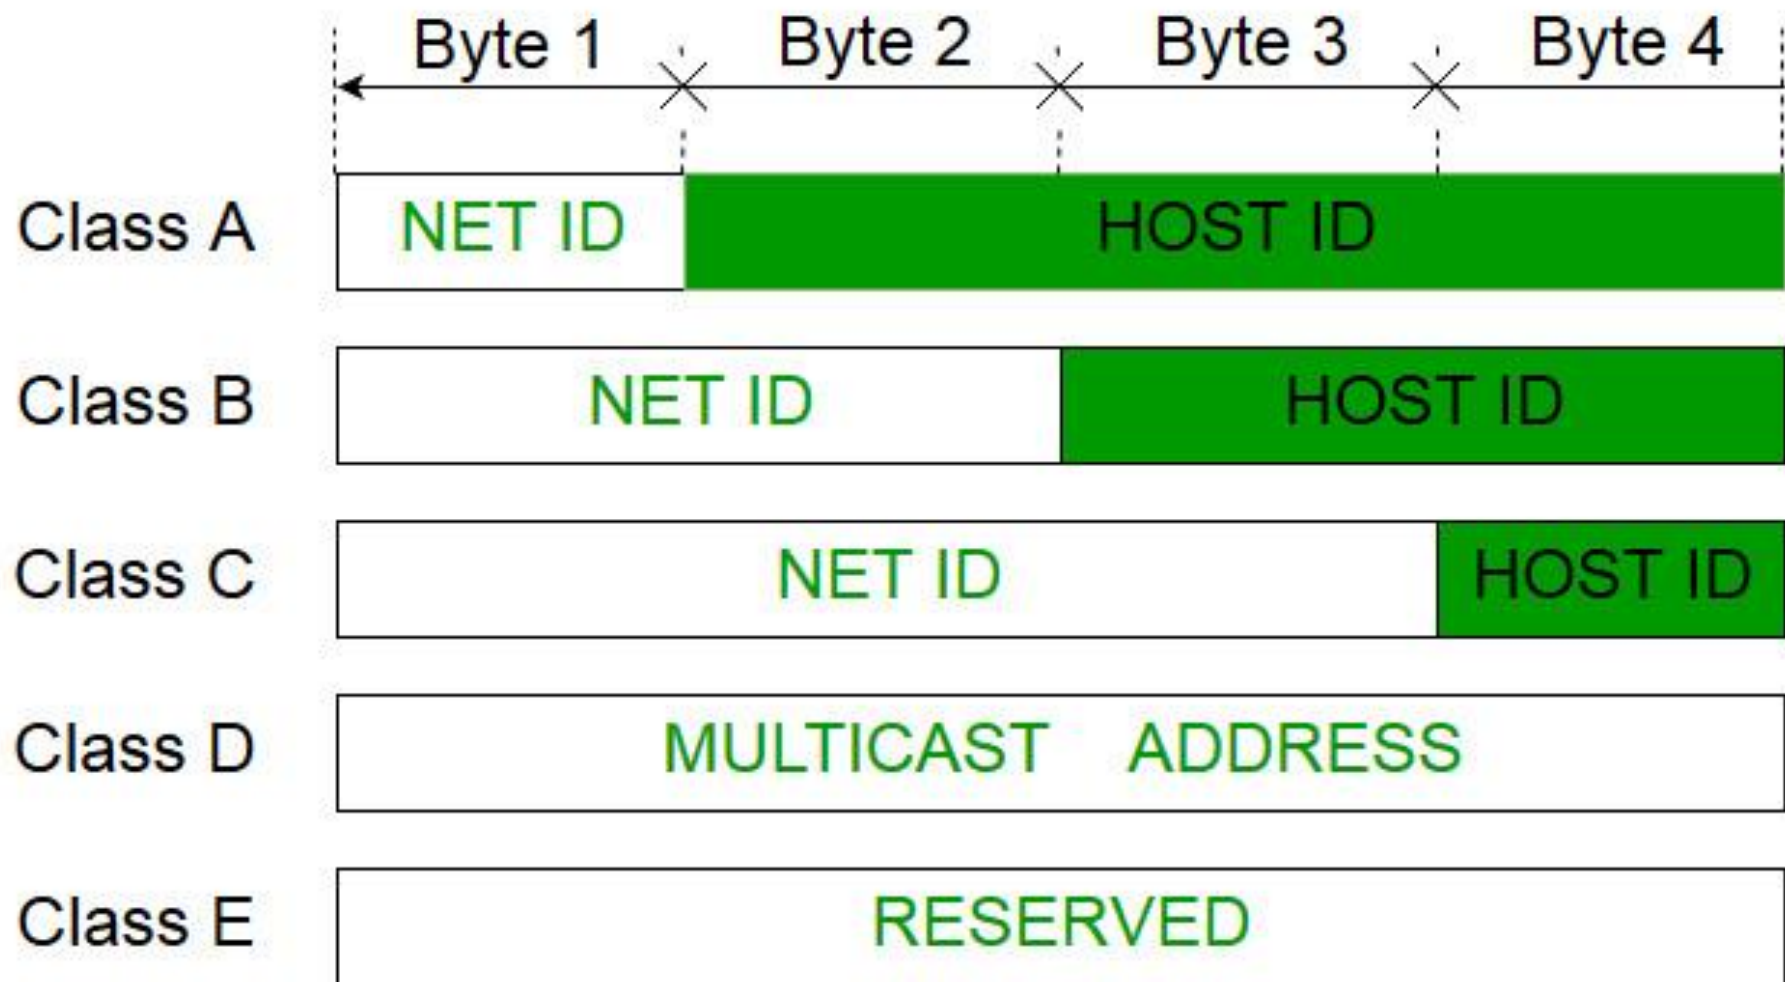 Byte 1 Byte 2 Byte 3 Byte 4
Class A NET ID HOST ID
Class B NET ID HOST ID
Class C NET ID HOST ID
Class D MULTICAST ADDRESS
Class E RESERVED